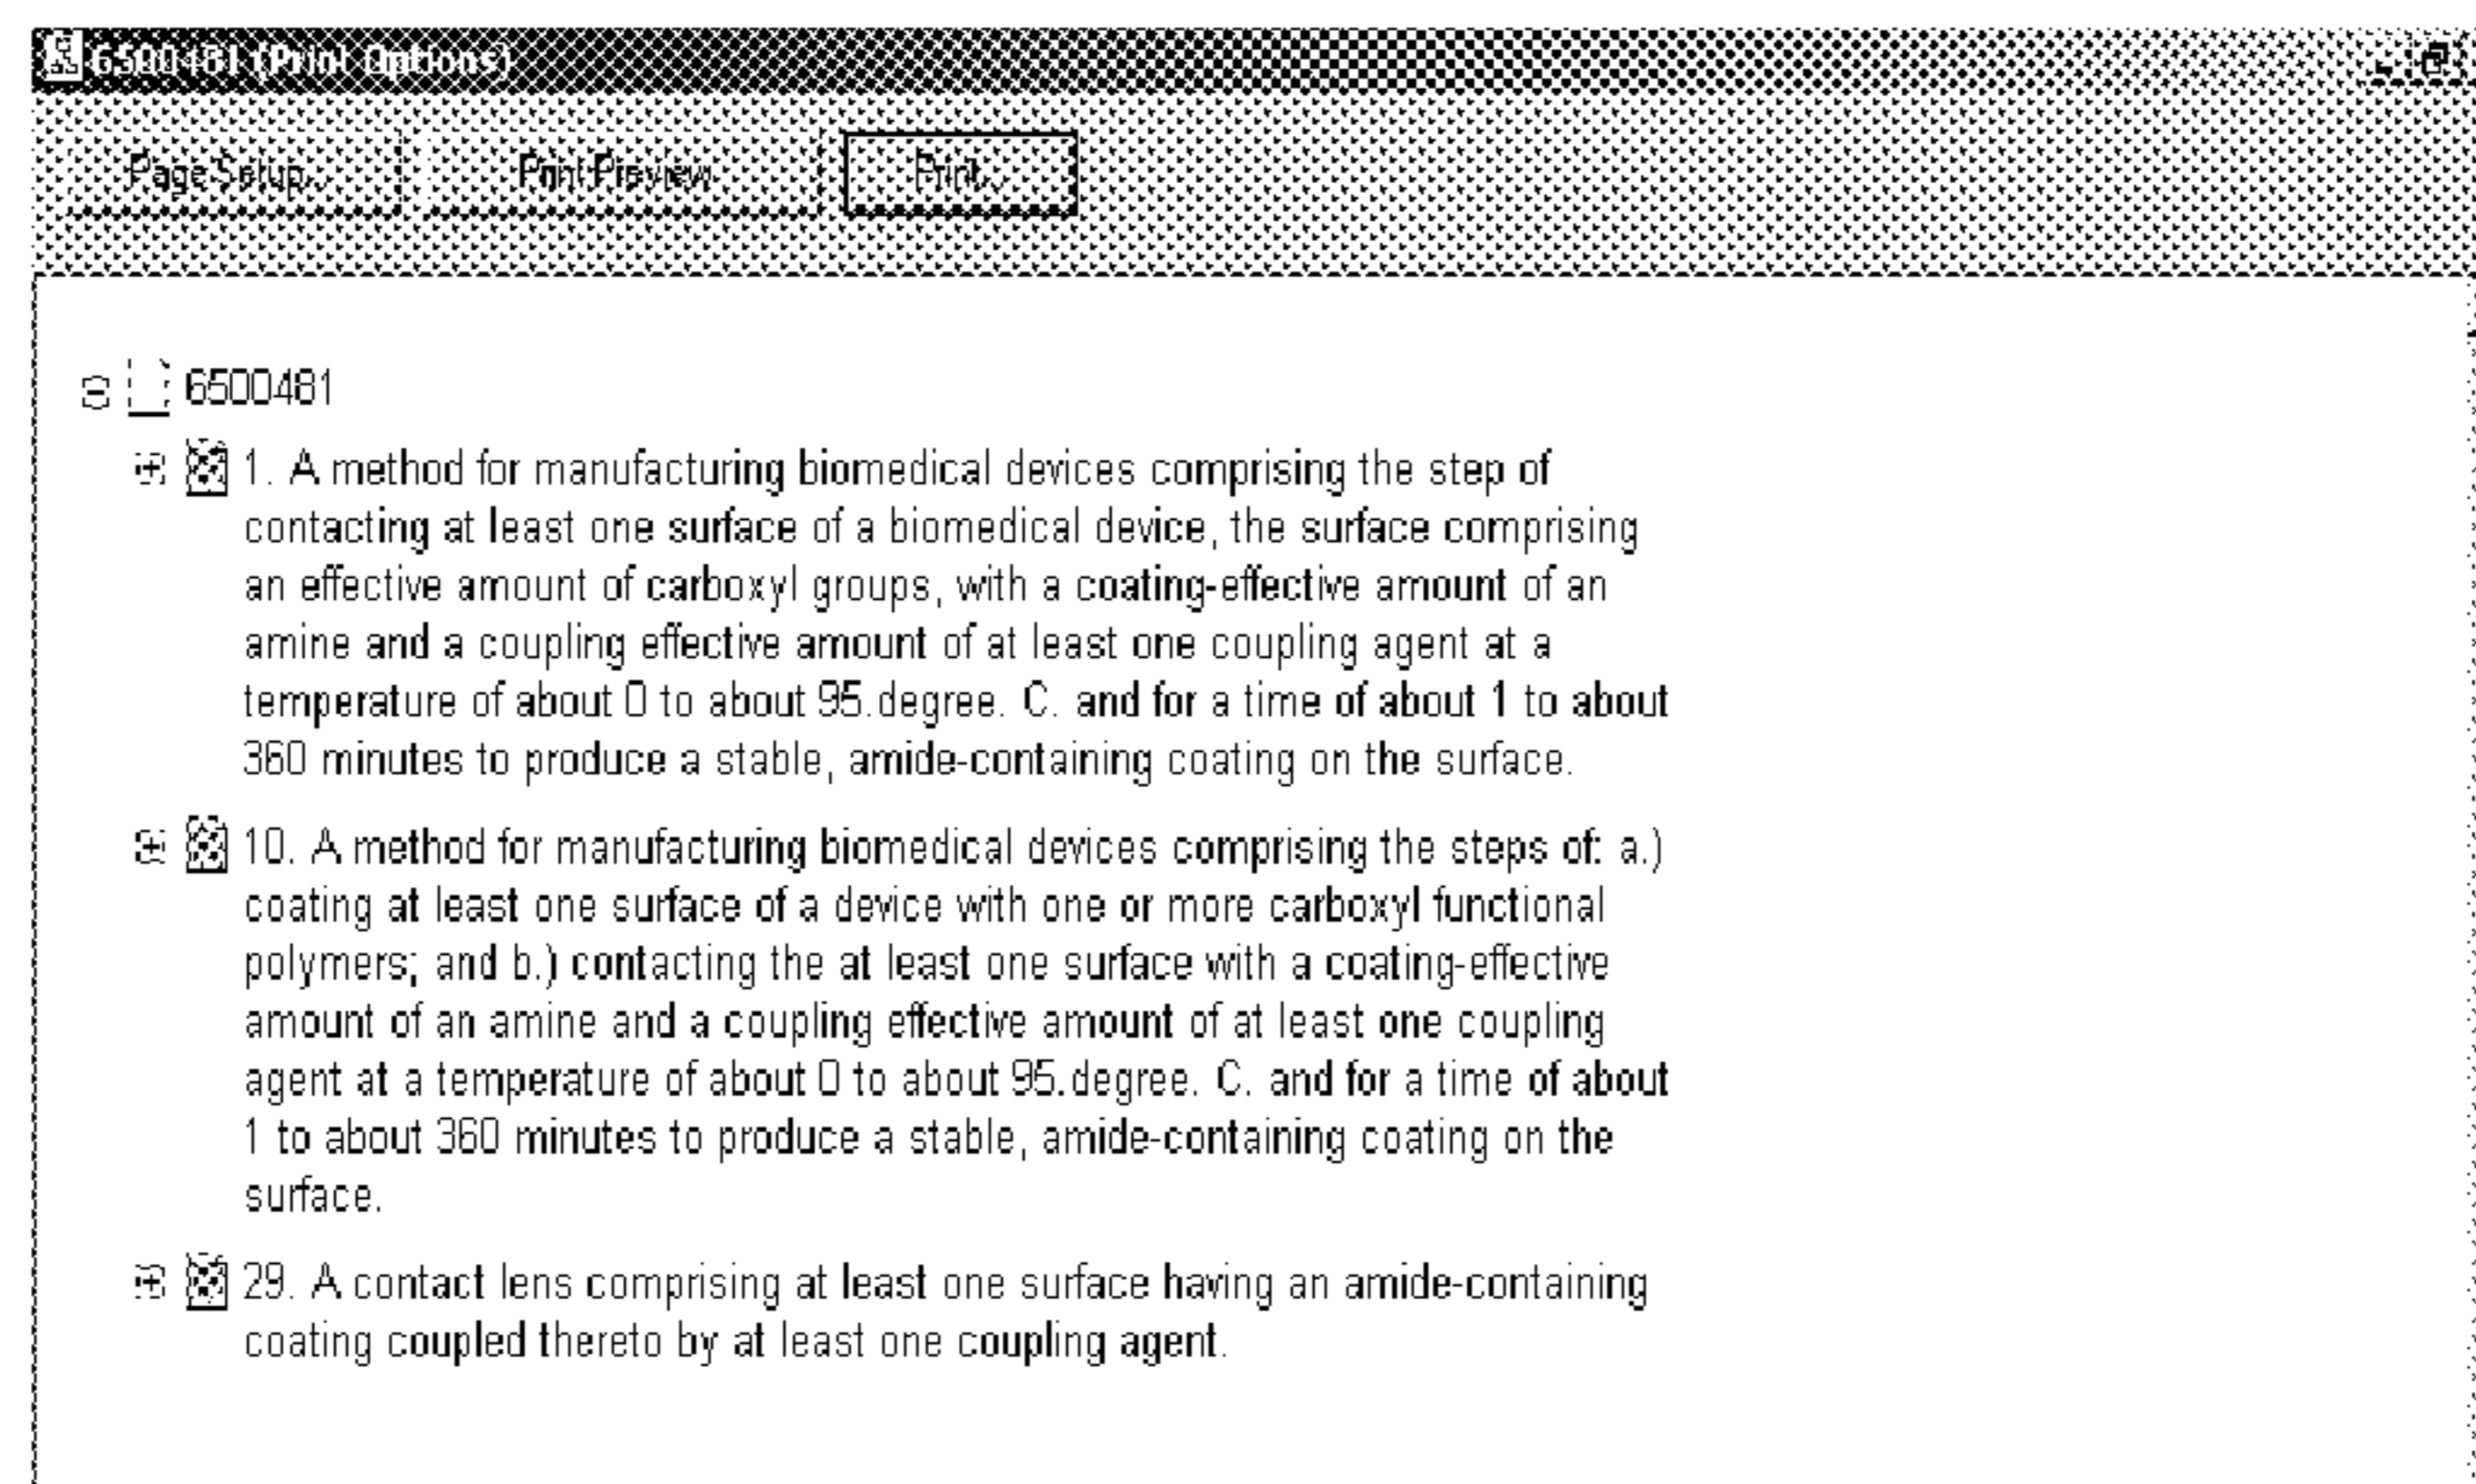 6500481 (Print Options)
Page Setup...
Print Preview
Print...
6500481
1. A method for manufacturing biomedical devices comprising the step of
contacting at least one surface of a biomedical device, the surface comprising
an effective amount of carboxyl groups, with a coating-effective amount of an
amine and a coupling effective amount of at least one coupling agent at a
temperature of about 0 to about 95.degree. C. and for a time of about 1 to about
360 minutes to produce a stable, amide-containing coating on the surface.
10. A method for manufacturing biomedical devices comprising the steps of: a.)
coating at least one surface of a device with one or more carboxyl functional
polymers; and b.) contacting the at least one surface with a coating-effective
amount of an amine and a coupling effective amount of at least one coupling
agent at a temperature of about 0 to about 95.degree. C. and for a time of about
1 to about 360 minutes to produce a stable, amide-containing coating on the
surface.
29. A contact lens comprising at least one surface having an amide-containing
coating coupled thereto by at least one coupling agent.